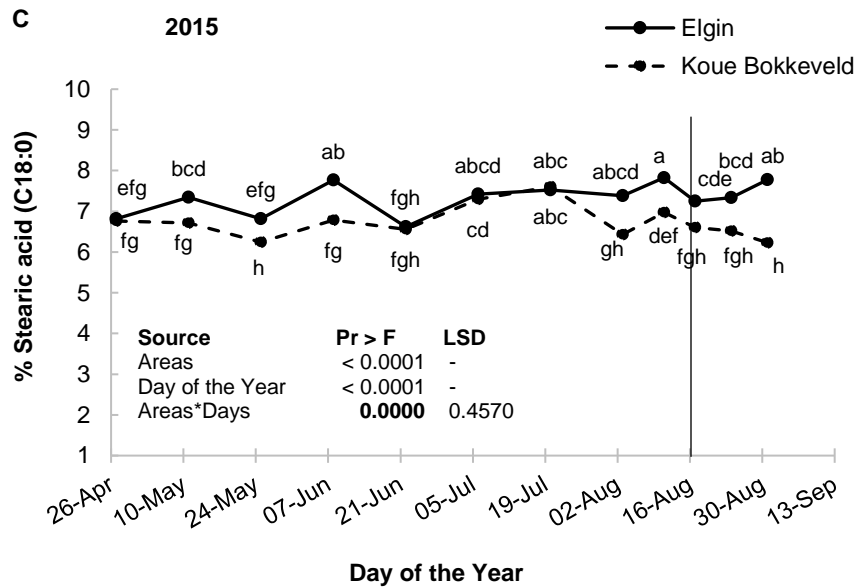 C
2015
Elgin
Koue Bokkeveld
% Stearic acid (C18:0)
10
9
8
7
6
5
4
3
2
1
efg
bcd
efg
ab
fgh
abcd
abc
abcd
a
cde
bcd
ab
fg
fg
h
fg
fgh
cd
abc
gh
def
fgh
fgh
h
Source Pr > F LSD
Areas < 0.0001 -
Day of the Year < 0.0001 -
Areas*Days 0.0000 0.4570
26-Apr
10-May
24-May
07-Jun
21-Jun
05-Jul
19-Jul
02-Aug
16-Aug
30-Aug
13-Sep
Day of the Year